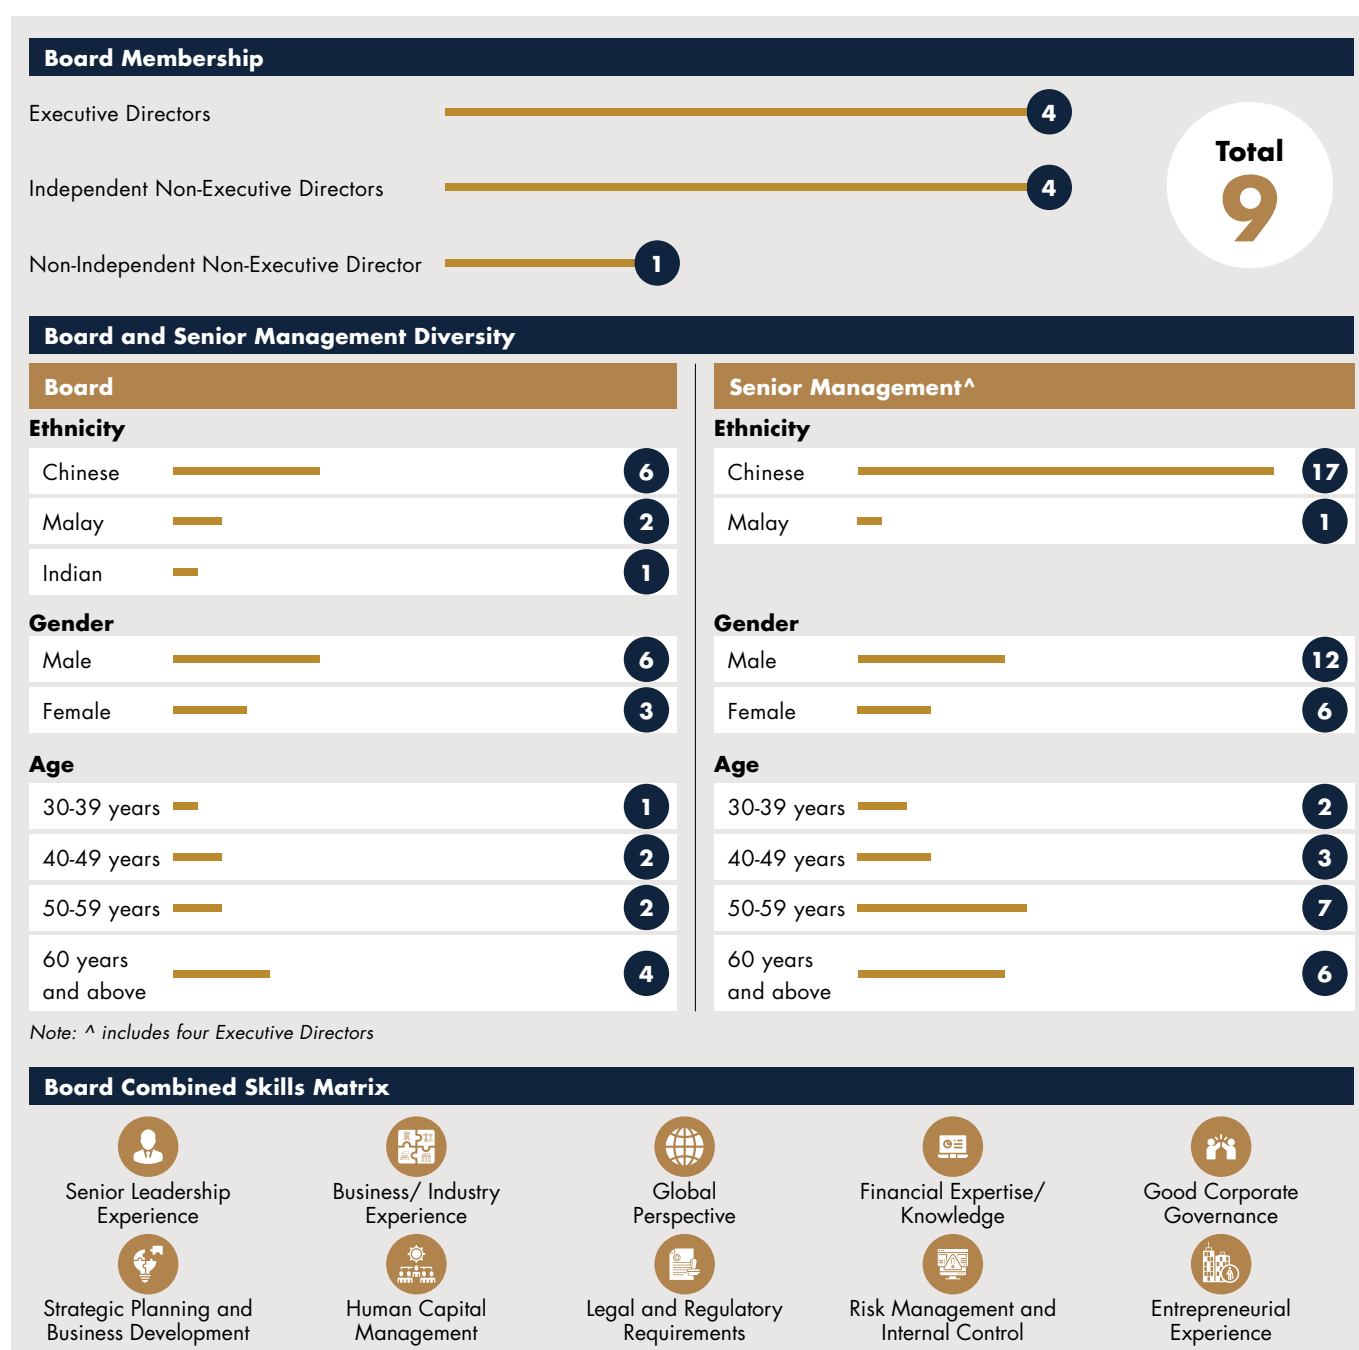 Board Membership
Executive Directors
4
Independent Non-Executive Directors
4
Non-Independent Non-Executive Director
1
Total
9
Board and Senior Management Diversity
Board
Ethnicity
Chinese
6
Malay
2
Indian
1
Gender
Male
6
Female
3
Age
30-39 years
1
40-49 years
2
50-59 years
2
60 years
and above
4
Senior Management^
Ethnicity
Chinese
17
Malay
1
Gender
Male
12
Female
6
Age
30-39 years
2
40-49 years
3
50-59 years
7
60 years
and above
6
Note: ^ includes four Executive Directors
Board Combined Skills Matrix
Senior Leadership
Experience
Business/ Industry
Experience
Global
Perspective
Financial Expertise/
Knowledge
Good Corporate
Governance
Strategic Planning and
Business Development
Human Capital
Management
Legal and Regulatory
Requirements
Risk Management and
Internal Control
Entrepreneurial
Experience